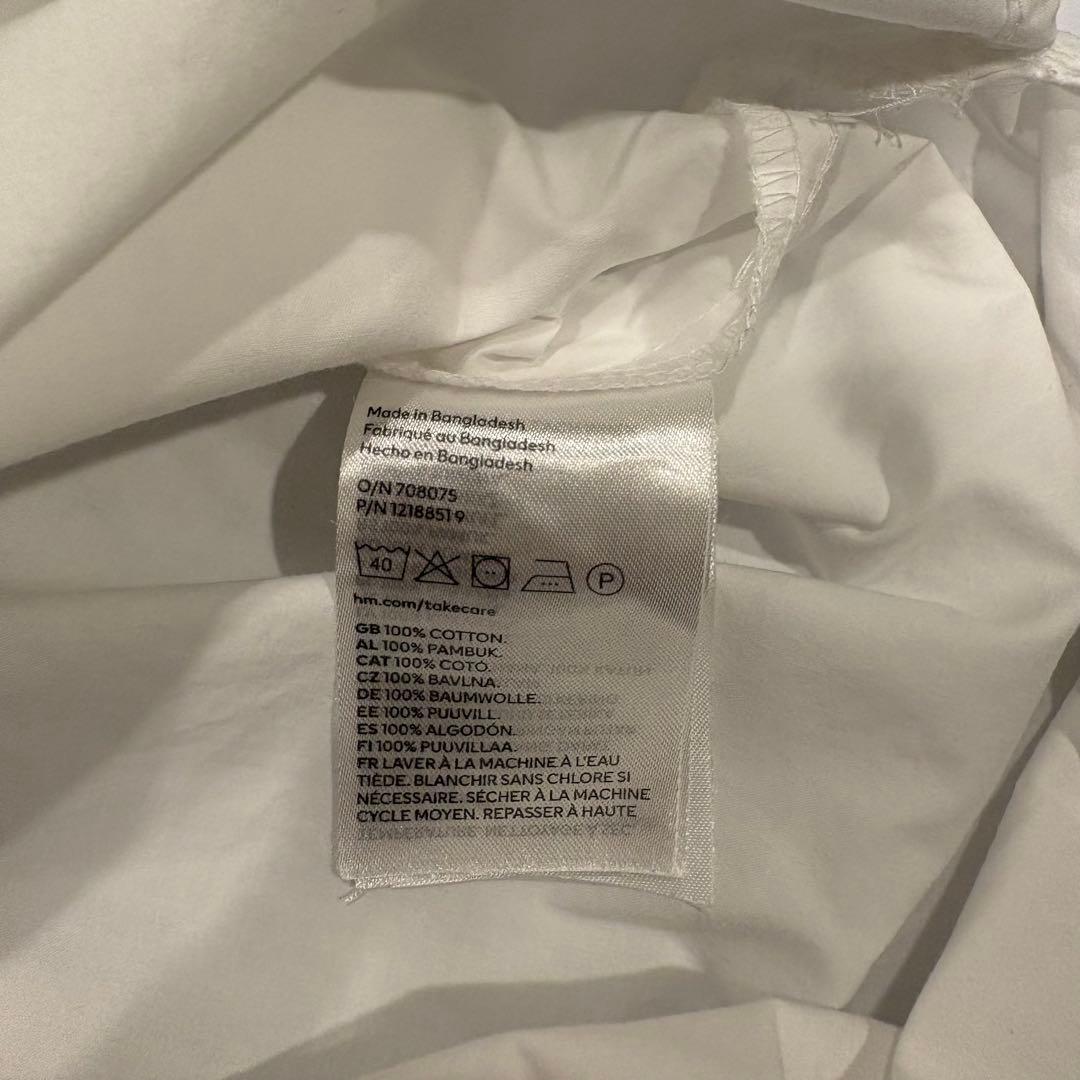 Made in Bangladesh
Fabriqué au Bangladesh
Hecho en Bangladesh
O/N 708075
P/N 1218851 9
40
P
hm.com/takecare
GB 100% COTTON.
AL 100% PAMBUK.
CAT 100% COTÓ.
CZ 100% BAVLNA.
DE 100% BAUMWOLLE.
EE 100% PUUVILL.
ES 100% ALGODÓN.
FI 100% PUUVILLAA.
FR LAVER À LA MACHINE À L'EAU
TIÈDE. BLANCHIR SANS CHLORE SI
NÉCESSAIRE. SÉCHER À LA MACHINE
CYCLE MOYEN. REPASSER À HAUTE